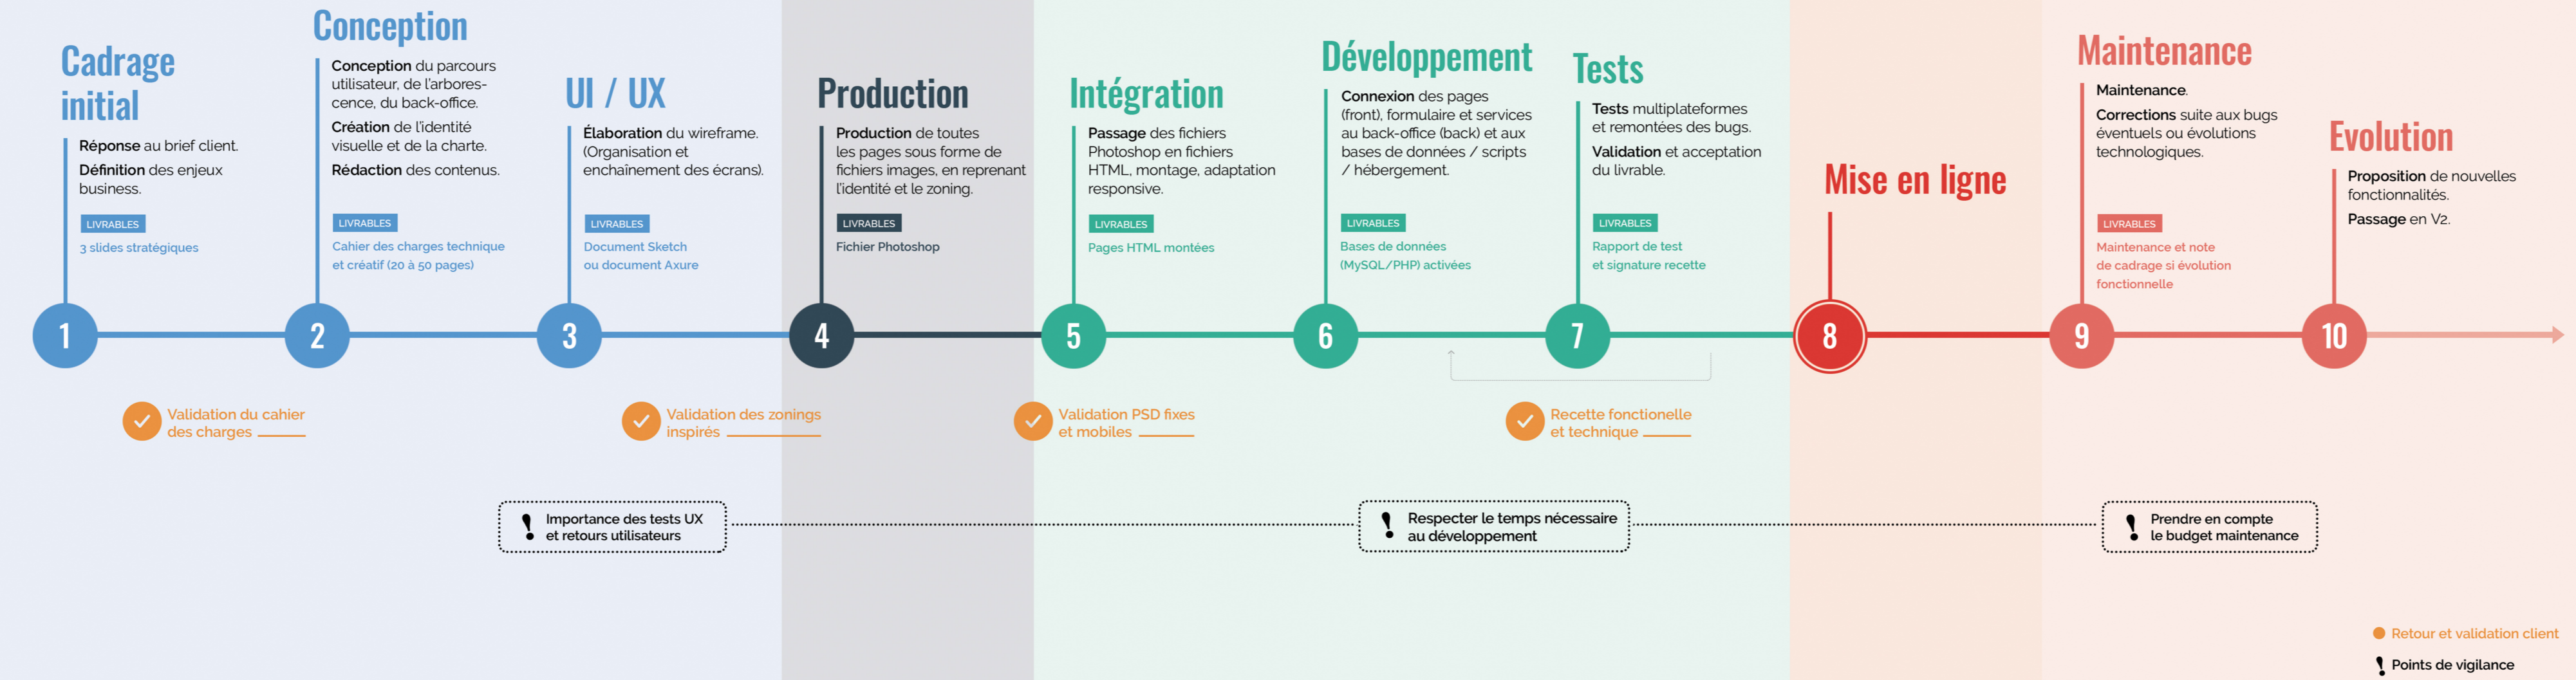 Cadrage
initial
Réponse au brief client.
Définition des enjeux
business.
LIVRABLES
3 slides stratégiques
1
Conception
Conception du parcours
utilisateur, de l'arbores-
cence, du back-office.
Création de l'identité
visuelle et de la charte.
Rédaction des contenus.
LIVRABLES
Cahier des charges technique
et créatif (20 à 50 pages)
2
UI / UX
Élaboration du wireframe.
(Organisation et
enchaînement des écrans).
LIVRABLES
Document Sketch
ou document Axure
3
Production
Production de toutes
les pages sous forme de
fichiers images, en reprenant
l'identité et le zoning.
LIVRABLES
Fichier Photoshop
4
Intégration
Passage des fichiers
Photoshop en fichiers
HTML, montage, adaptation
responsive.
LIVRABLES
Pages HTML montées
5
Développement
Connexion des pages
(front), formulaire et services
au back-office (back) et aux
bases de données / scripts
/ hébergement.
LIVRABLES
Bases de données
(MySQL/PHP) activées
6
Tests
Tests multiplateformes
et remontées des bugs.
Validation et acceptation
du livrable.
LIVRABLES
Rapport de test
et signature recette
7
Mise en ligne
8
Maintenance
Maintenance.
Corrections suite aux bugs
éventuels ou évolutions
technologiques.
LIVRABLES
Maintenance et note
de cadrage si évolution
fonctionnelle
9
Evolution
Proposition de nouvelles
fonctionnalités.
Passage en V2.
10
Validation du cahier
des charges
Validation des zonings
inspirés
Validation PSD fixes
et mobiles
Recette fonctionelle
et technique
! Importance des tests UX
et retours utilisateurs
! Respecter le temps nécessaire
au développement
! Prendre en compte
le budget maintenance
Retour et validation client
! Points de vigilance